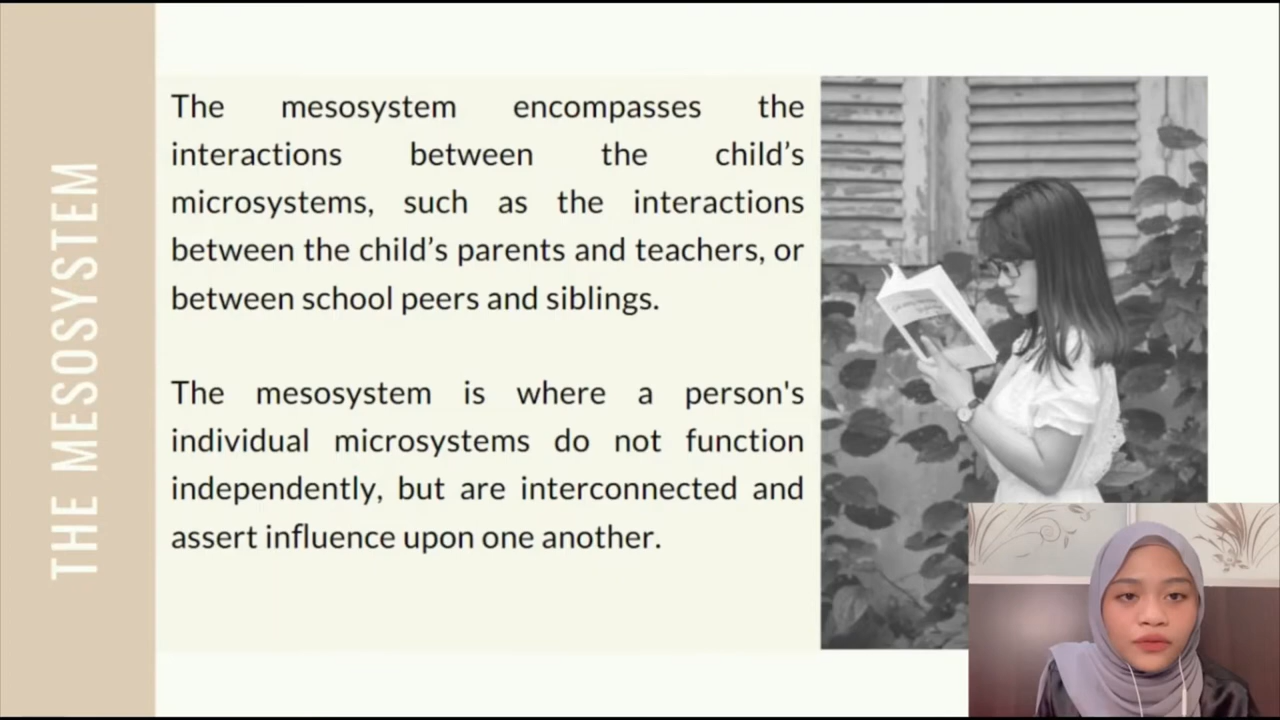 THE MESOSYSTEM
The mesosystem encompasses the
interactions between the child’s
microsystems, such as the interactions
between the child’s parents and teachers, or
between school peers and siblings.
The mesosystem is where a person's
individual microsystems do not function
independently, but are interconnected and
assert influence upon one another.